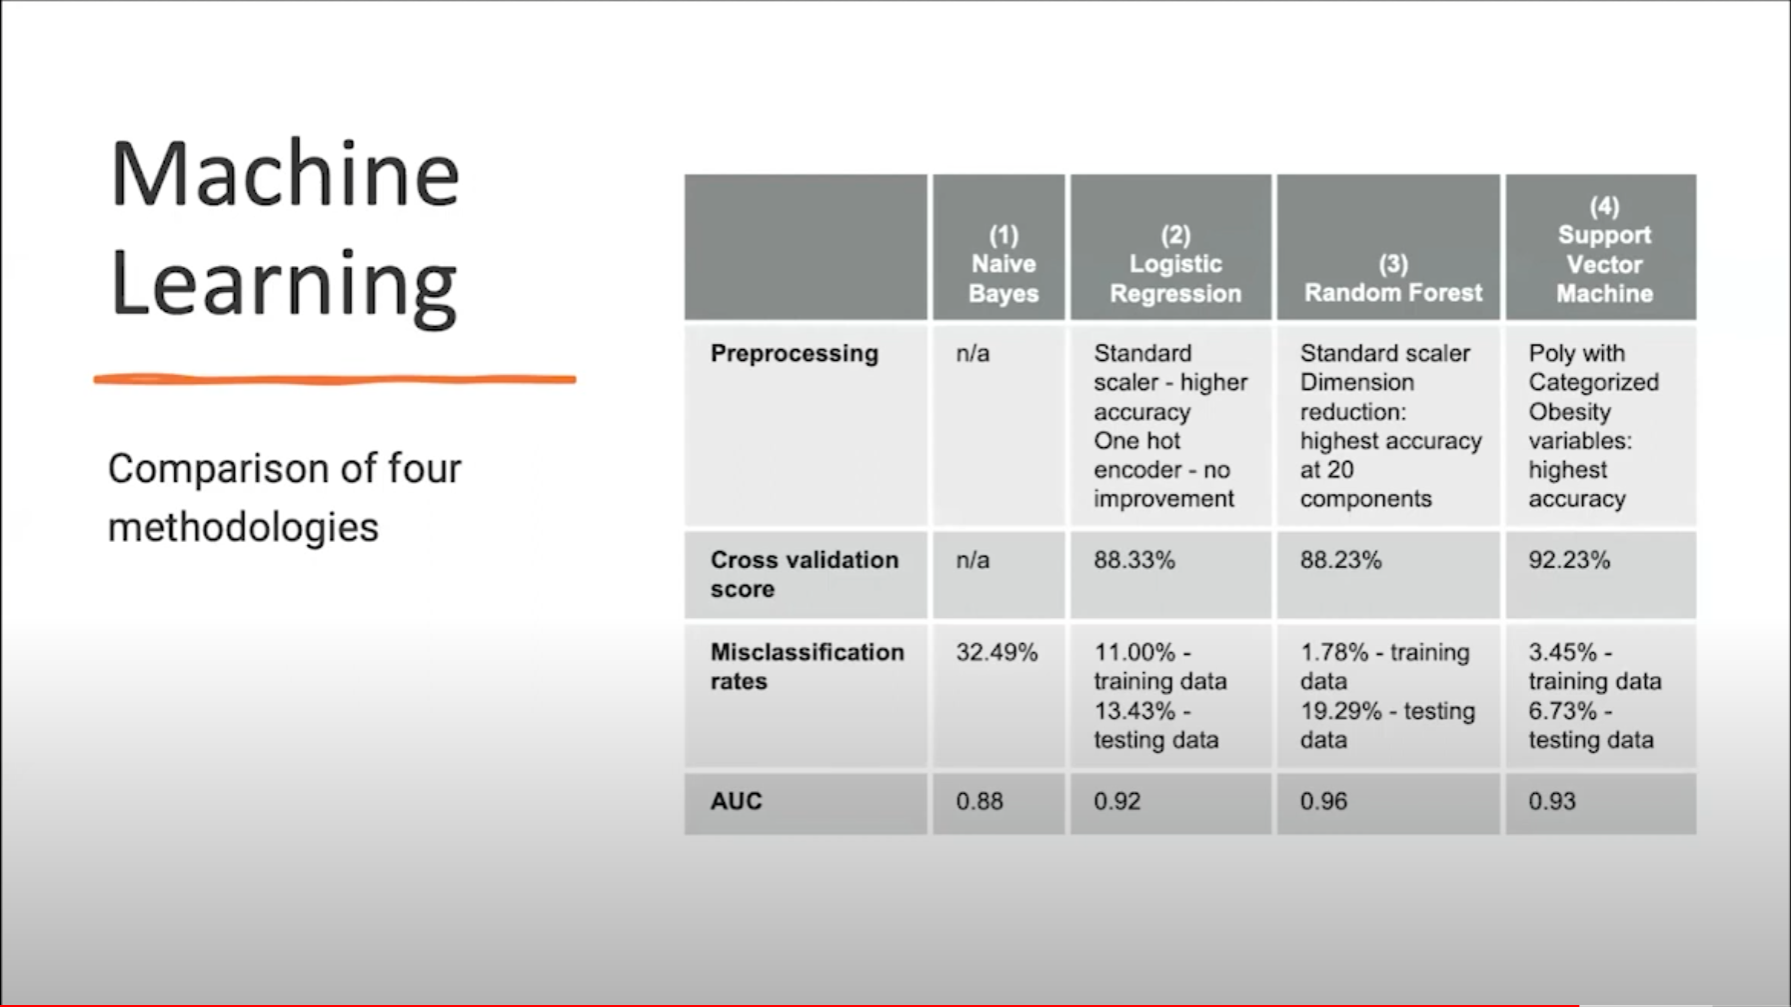 Machine
Learning
Comparison of four
methodologies
(1)
Naive
Bayes
(2)
Logistic
Regression
(3)
Random Forest
(4)
Support
Vector
Machine
Preprocessing
n/a
Standard
scaler - higher
accuracy
One hot
encoder - no
improvement
Standard scaler
Dimension
reduction:
highest accuracy
at 20
components
Poly with
Categorized
Obesity
variables:
highest
accuracy
Cross validation
score
n/a
88.33%
88.23%
92.23%
Misclassification
rates
32.49%
11.00% -
training data
13.43% -
testing data
1.78% - training
data
19.29% - testing
data
3.45% -
training data
6.73% -
testing data
AUC
0.88
0.92
0.96
0.93